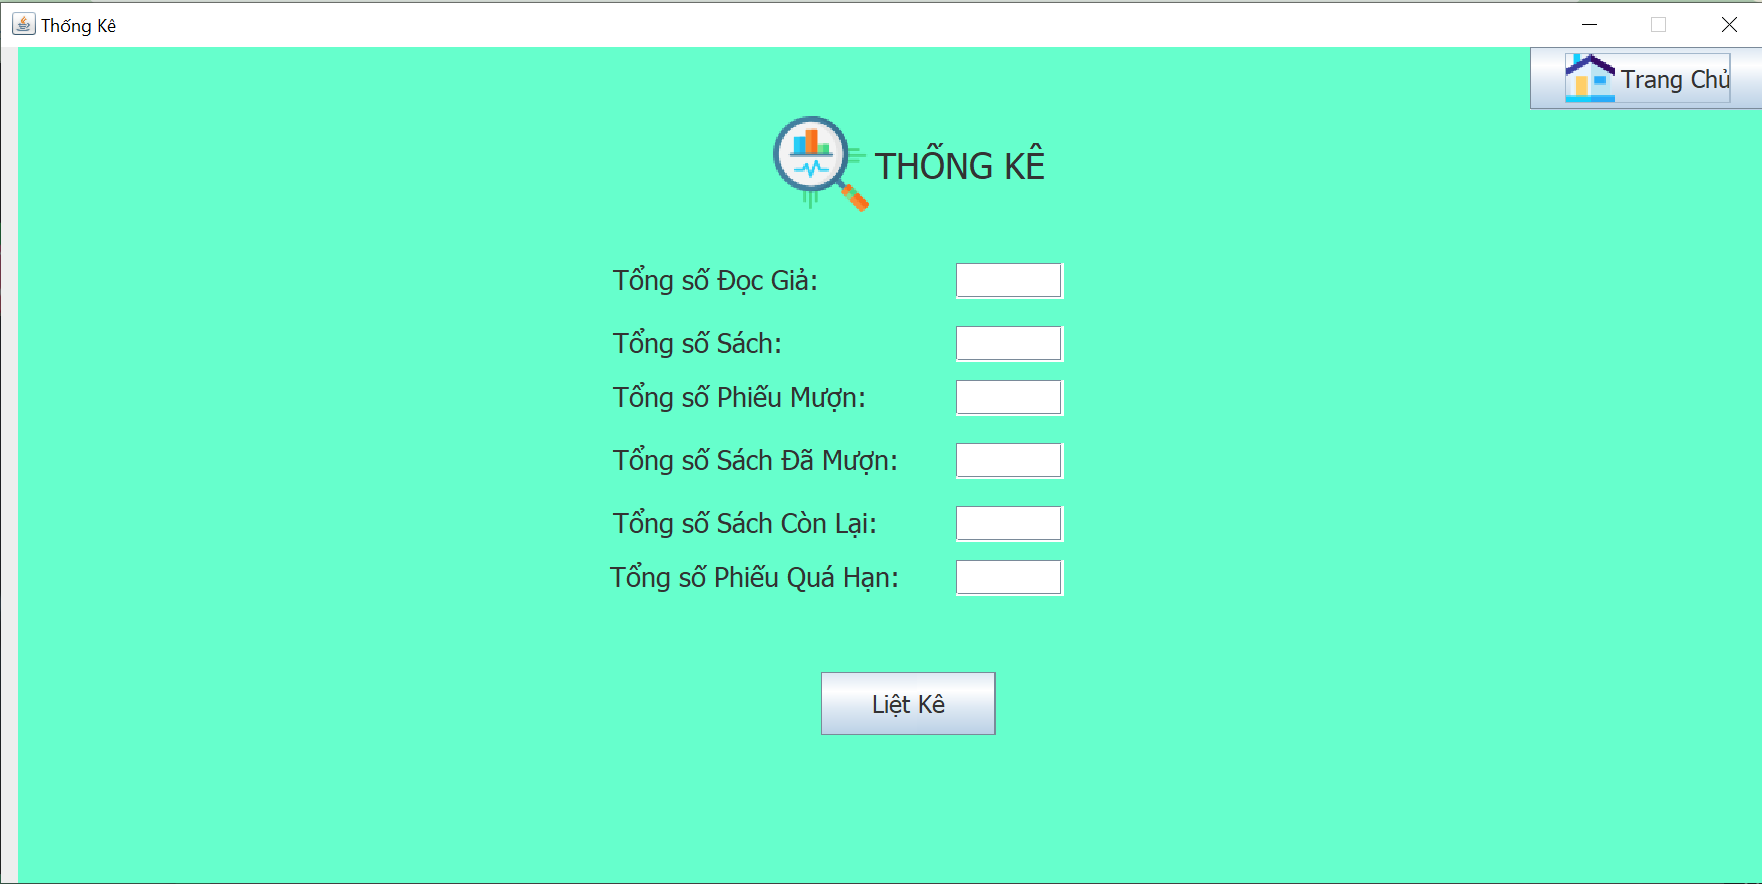 Thống Kê
Trang Chủ
THỐNG KÊ
Tổng số Đọc Giả:
Tổng số Sách:
Tổng số Phiếu Mượn:
Tổng số Sách Đã Mượn:
Tổng số Sách Còn Lại:
Tổng số Phiếu Quá Hạn:
Liệt Kê